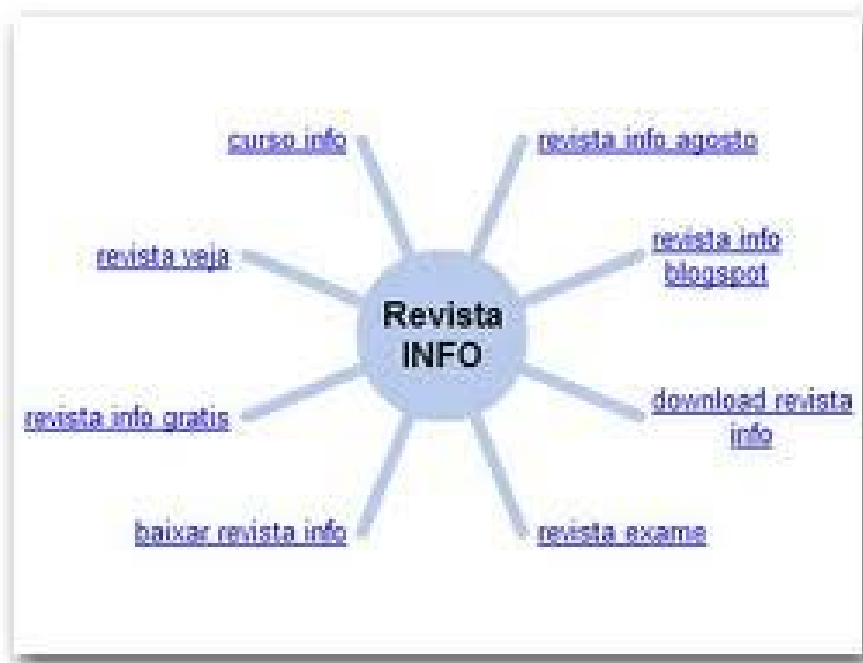 curso info
revista info agosto
revista veja
revista info
blogspot
Revista
INFO
revista info gratis
download revista
info
baixar revista info
revista exame